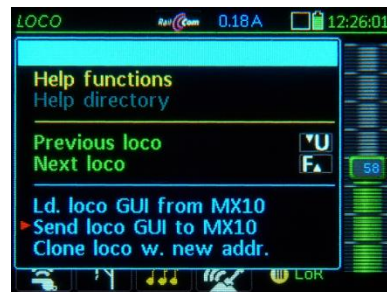 LOCO RailCom 0.18 A 12:26:01
Help functions
Help directory
Previous loco ▼U
Next loco F▲
58
Ld. loco GUI from MX10
Send loco GUI to MX10
Clone loco w. new addr.
LoR